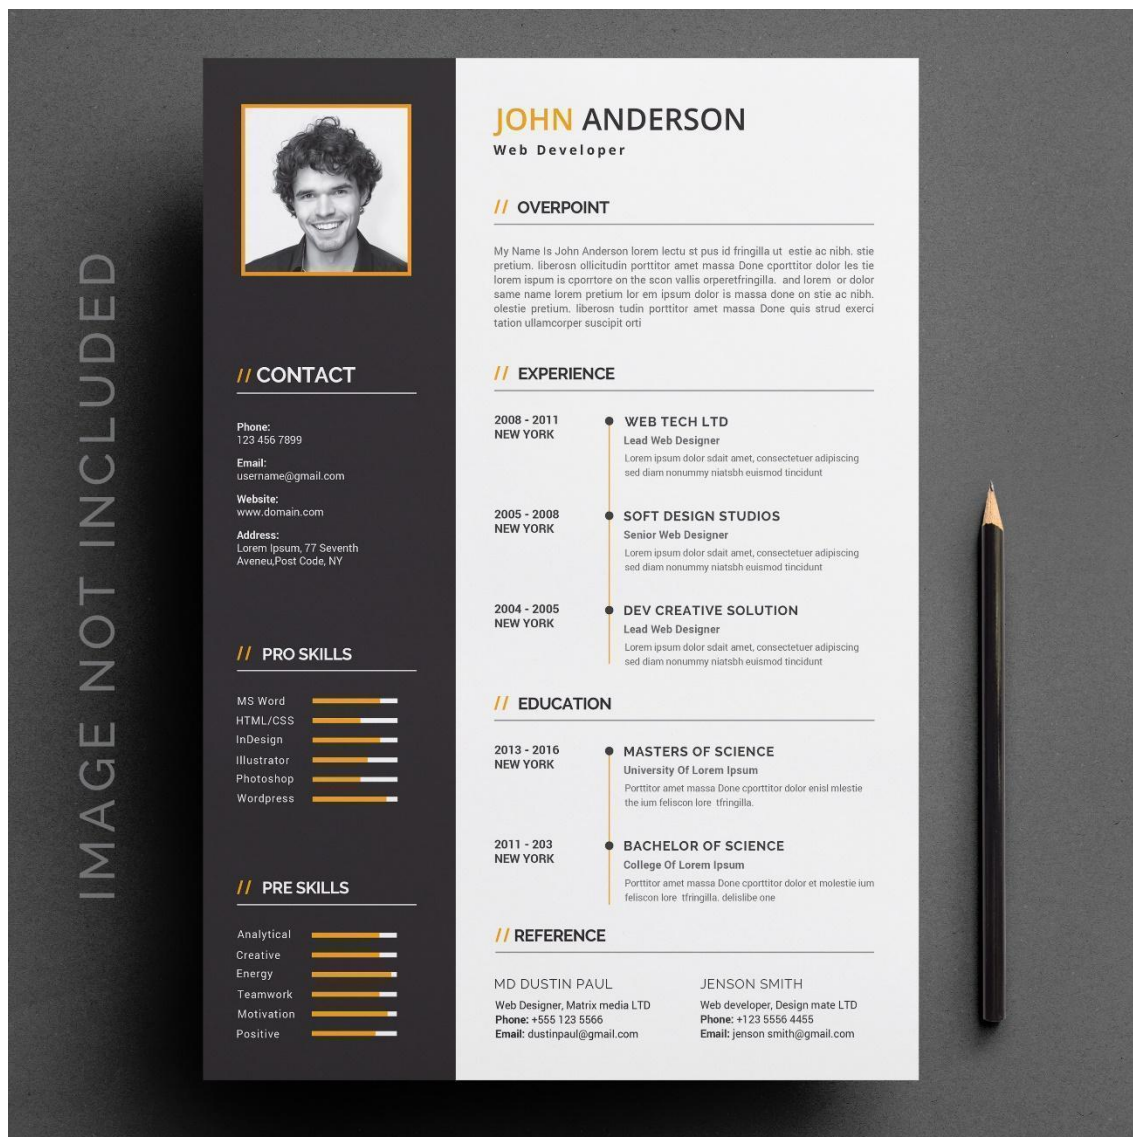 IMAGE NOT INCLUDED
// CONTACT
Phone:
123 456 7899
Email:
username@gmail.com
Website:
www.domain.com
Address:
Lorem Ipsum, 77 Seventh
Aveneu,Post Code, NY
// PRO SKILLS
MS Word
HTML/CSS
InDesign
Illustrator
Photoshop
Wordpress
// PRE SKILLS
Analytical
Creative
Energy
Teamwork
Motivation
Positive
JOHN ANDERSON
Web Developer
// OVERPOINT
My Name Is John Anderson lorem lectu st pus id fringilla ut estie ac nibh. stie
pretium. liberosn ollicitudin porttitor amet massa Done cporttitor dolor les tie
lorem ispum is cporrtore on the scon vallis orperetfringilla. and lorem or dolor
same name lorem pretium lor em ipsum dolor is massa done on stie ac nibh.
olestie pretium. liberosn tudin porttitor amet massa Done quis strud exerci
tation ullamcorper suscipit orti
// EXPERIENCE
2008 - 2011
NEW YORK
WEB TECH LTD
Lead Web Designer
Lorem ipsum dolor sdait amet, consectetuer adipiscing
sed diam nonummy niatsbh euismod tincidunt
2005 - 2008
NEW YORK
SOFT DESIGN STUDIOS
Senior Web Designer
Lorem ipsum dolor sdait amet, consectetuer adipiscing
sed diam nonummy niatsbh euismod tincidunt
2004 - 2005
NEW YORK
DEV CREATIVE SOLUTION
Lead Web Designer
Lorem ipsum dolor sdait amet, consectetuer adipiscing
sed diam nonummy niatsbh euismod tincidunt
// EDUCATION
2013 - 2016
NEW YORK
MASTERS OF SCIENCE
University Of Lorem Ipsum
Porttitor amet massa Done cporttitor dolor enisl mlestie
the ium feliscon lore tfringilla.
2011 - 203
NEW YORK
BACHELOR OF SCIENCE
College Of Lorem Ipsum
Porttitor amet massa Done cporttitor dolor et molestie ium
feliscon lore tfringilla. delislibe one
// REFERENCE
MD DUSTIN PAUL
Web Designer, Matrix media LTD
Phone: +555 123 5566
Email: dustinpaul@gmail.com
JENSON SMITH
Web developer, Design mate LTD
Phone: +123 5556 4455
Email: jenson smith@gmail.com